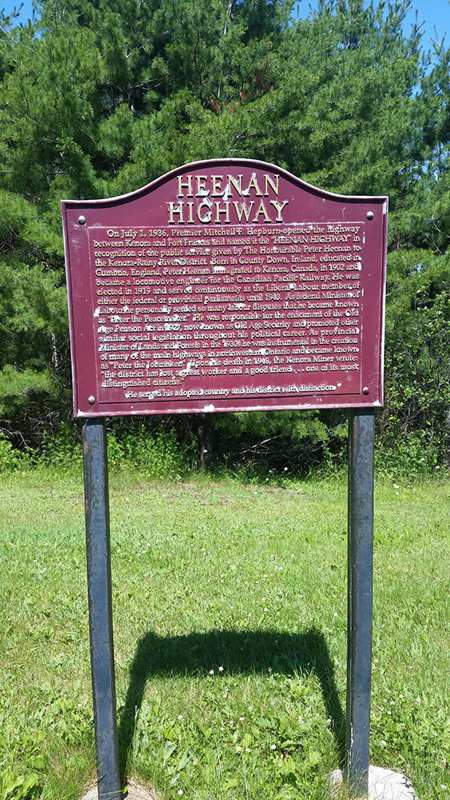 HEENAN
HIGHWAY
On July 1, 1936, Premier Mitchell F. Hepburn opened the highway
between Kenora and Fort Frances and named it the "HEENAN HIGHWAY" in
recognition of the public service given by The Honourable Peter Heenan to
the Kenora-Rainy River District. Born in County Down, Ireland, educated in
Cumbria, England, Peter Heenan immigrated to Kenora, Canada, in 1902 and
became a locomotive engineer for the Canadian Pacific Railway. He was
elected in 1919 and served continuously as the Liberal-Labour member, of
either the federal or provincial parliaments until 1943. As federal Minister of
Labour he personally settled so many labour disputes that he became known
as "Peter the Peacemaker". He was responsible for the enactment of the Old
Age Pension Act in 1927, now known as Old Age Security and promoted other
similar social legislation throughout his political career. As provincial
Minister of Lands and Forests in the 1930's he was instrumental in the creation
of many of the main highways in northwestern Ontario and became known
as "Peter the Roadmaker". Upon his death in 1948, the Kenora Miner wrote
"the district has lost a great worker and a good friend ... one of its most
distinguished citizens."
He served his adopted country and his district with distinction.